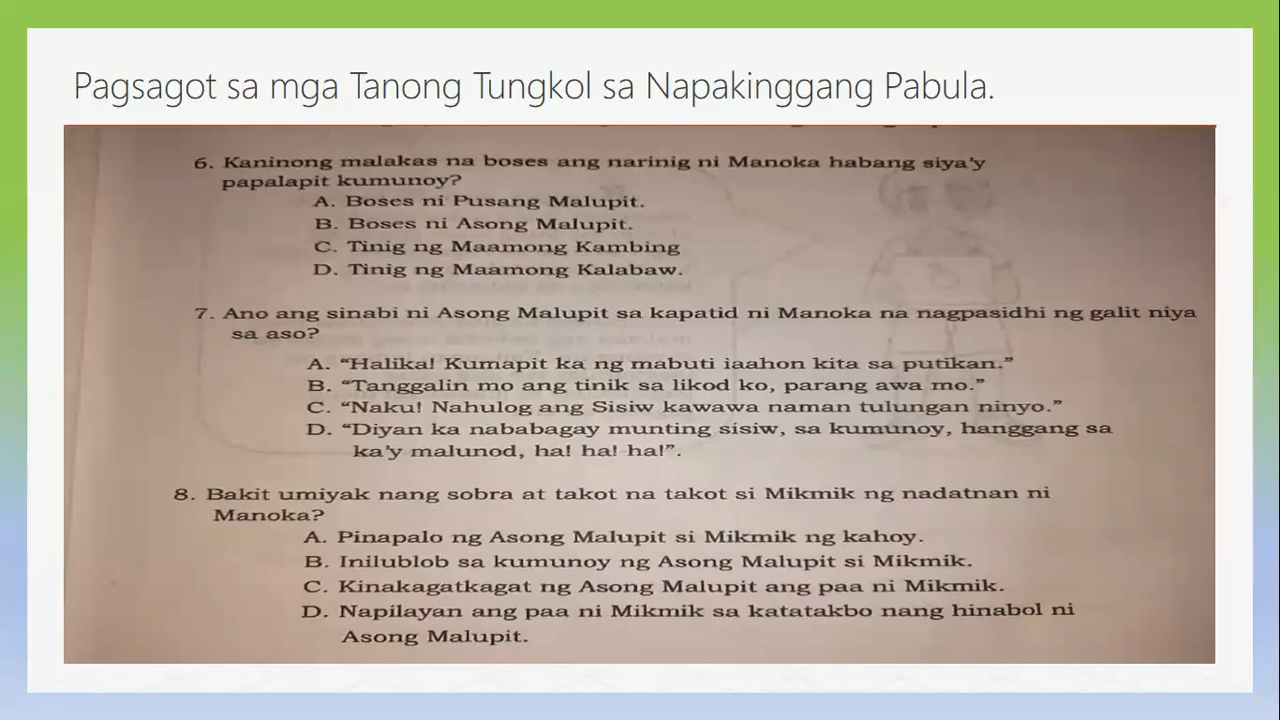 Pagsagot sa mga Tanong Tungkol sa Napakinggang Pabula.
6. Kaninong malakas na boses ang narinig ni Manoka habang siya'y
papalapit kumunoy?
A. Boses ni Pusang Malupit.
B. Boses ni Asong Malupit.
C. Tinig ng Maamong Kambing
D. Tinig ng Maamong Kalabaw.
7. Ano ang sinabi ni Asong Malupit sa kapatid ni Manoka na nagpasidhi ng galit niya
sa aso?
A. “Halika! Kumapit ka ng mabuti iaahon kita sa putikan.”
B. “Tanggalin mo ang tinik sa likod ko, parang awa mo.”
C. “Naku! Nahulog ang Sisiw kawawa naman tulungan ninyo.”
D. “Diyan ka nababagay munting sisiw, sa kumunoy, hanggang sa
ka'y malunod, ha! ha! ha!”.
8. Bakit umiyak nang sobra at takot na takot si Mikmik ng nadatnan ni
Manoka?
A. Pinapalo ng Asong Malupit si Mikmik ng kahoy.
B. Inilublob sa kumunoy ng Asong Malupit si Mikmik.
C. Kinakagatkagat ng Asong Malupit ang paa ni Mikmik.
D. Napilayan ang paa ni Mikmik sa katatakbo nang hinabol ni
Asong Malupit.